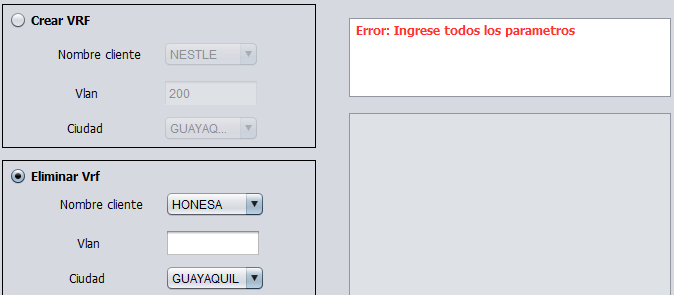 Crear VRF
Nombre cliente NESTLE
Vlan 200
Ciudad GUAYAQ...
Eliminar Vrf
Nombre cliente HONESA
Vlan
Ciudad GUAYAQUIL
Error: Ingrese todos los parametros